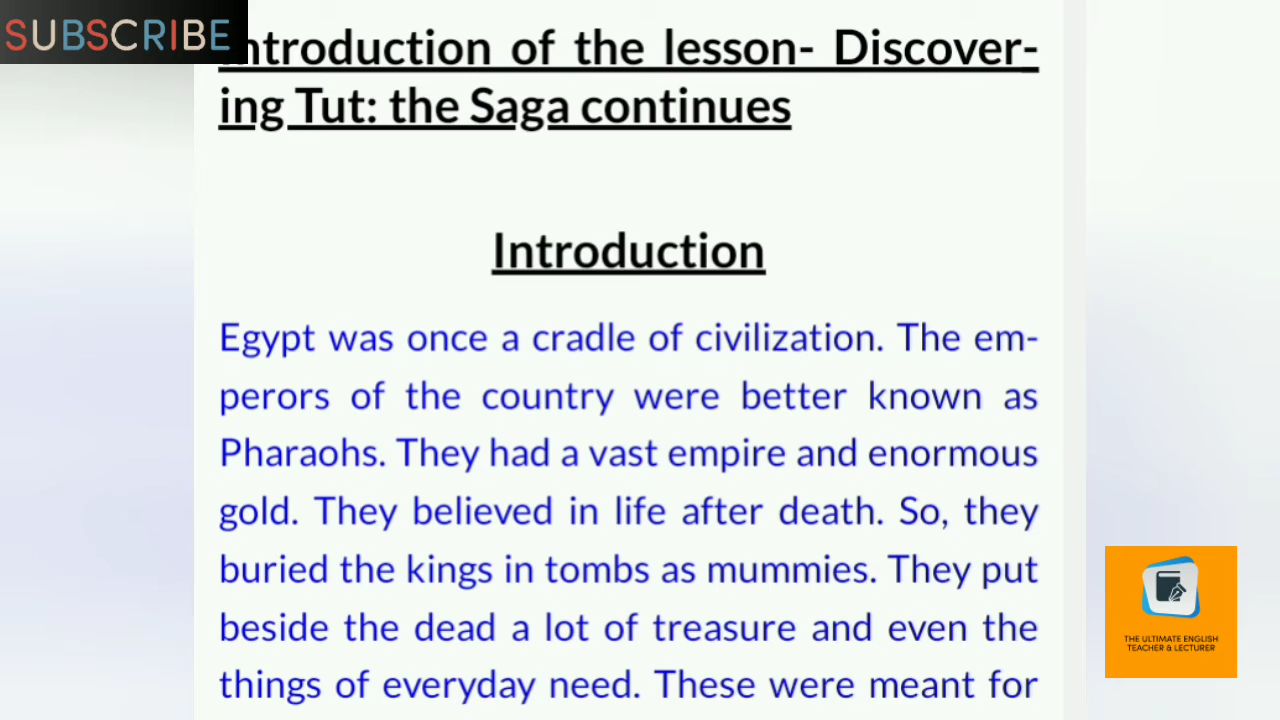 SUBSCRIBE
ntroduction of the lesson- Discover-
ing Tut: the Saga continues
Introduction
Egypt was once a cradle of civilization. The em-
perors of the country were better known as
Pharaohs. They had a vast empire and enormous
gold. They believed in life after death. So, they
buried the kings in tombs as mummies. They put
beside the dead a lot of treasure and even the
things of everyday need. These were meant for
THE ULTIMATE ENGLISH
TEACHER & LECTURER